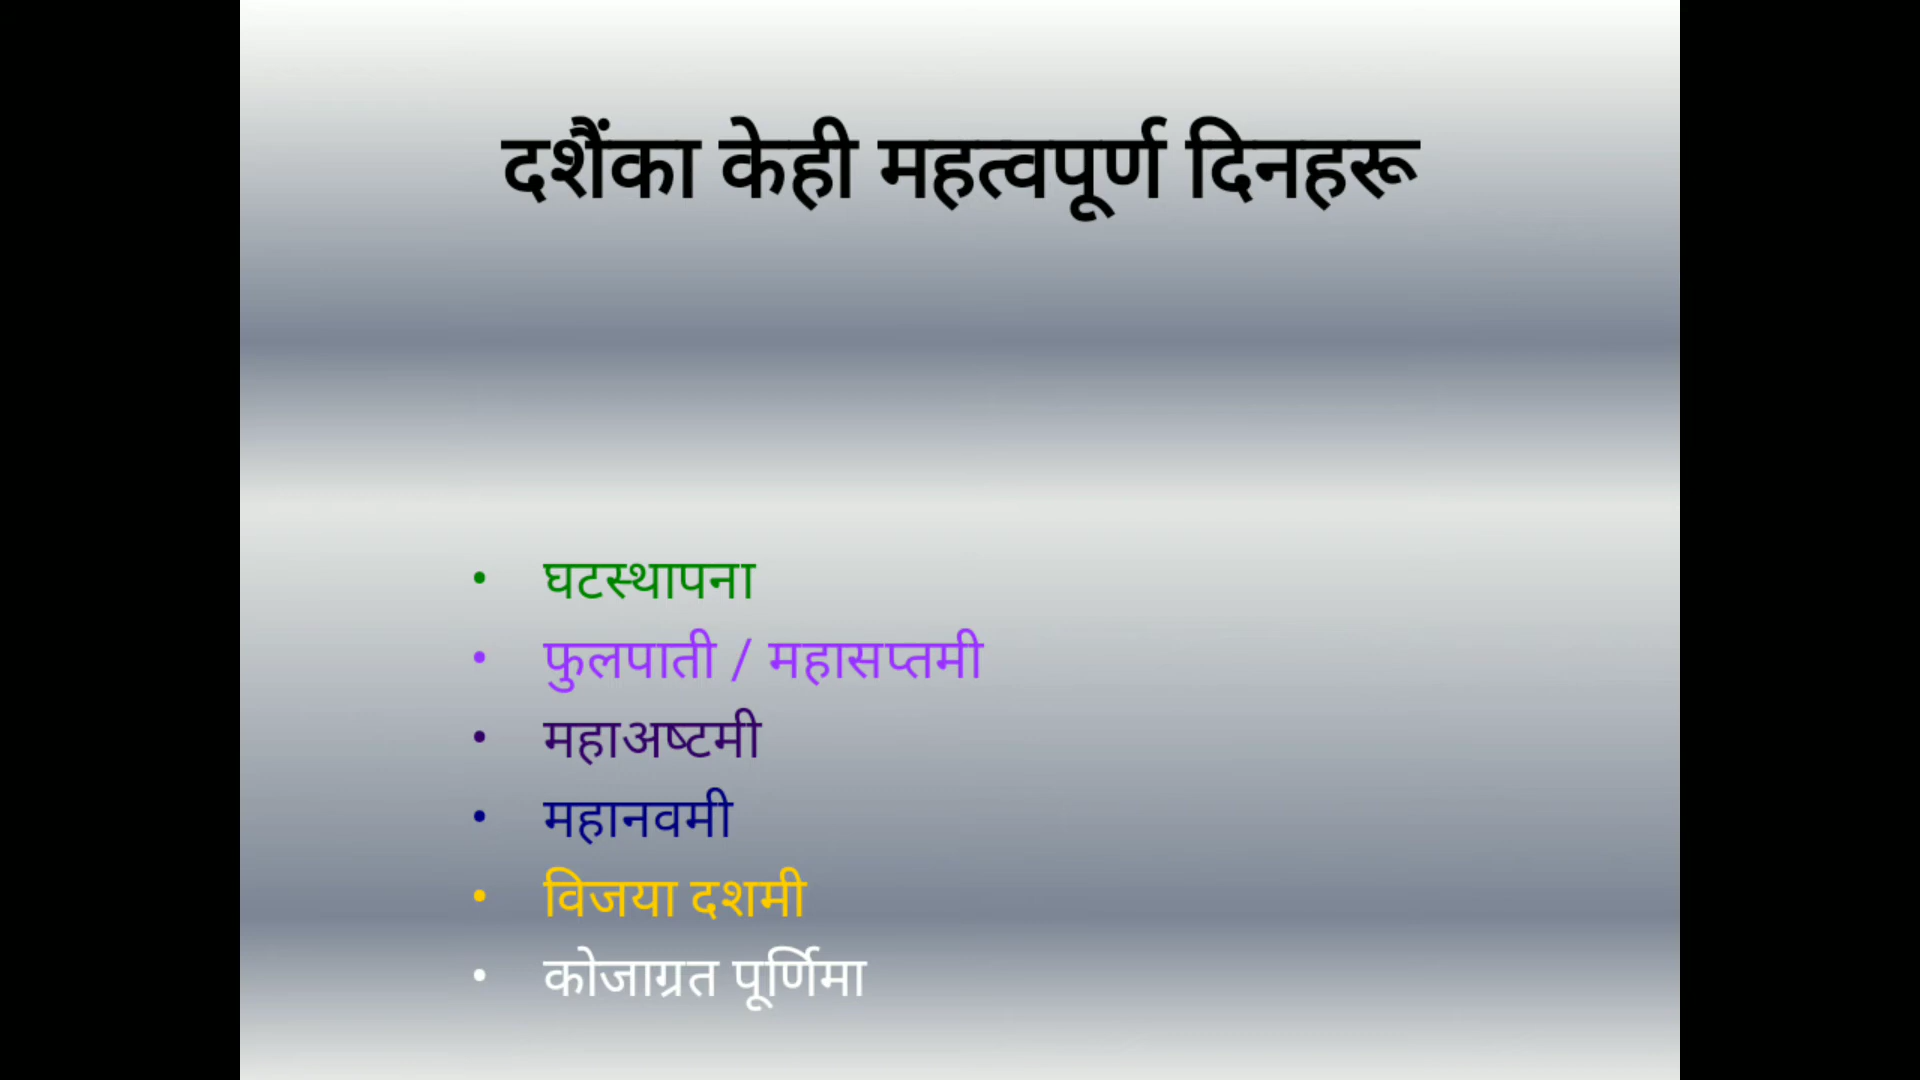 दशैंका केही महत्वपूर्ण दिनहरू
• घटस्थापना
• फुलपाती / महासप्तमी
• महाअष्टमी
• महानवमी
• विजया दशमी
• कोजाग्रत पूर्णिमा